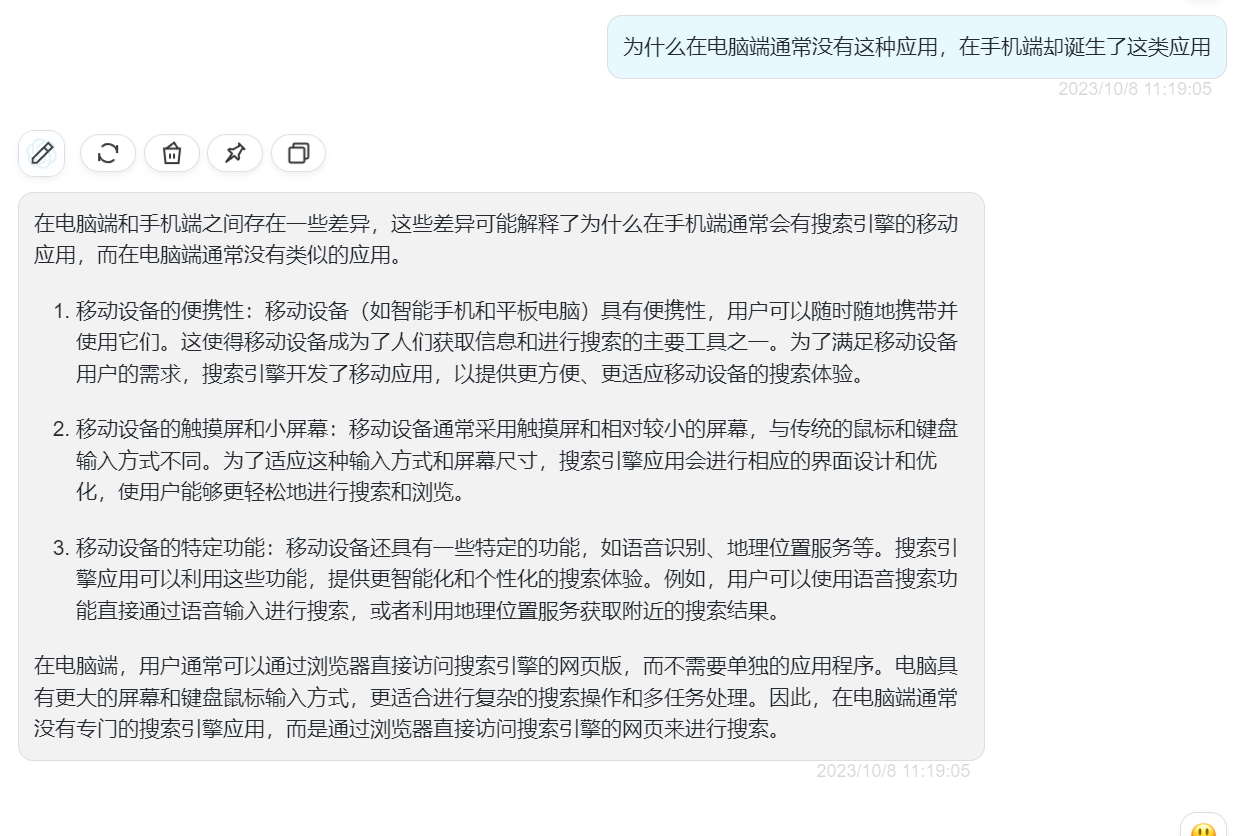 为什么在电脑端通常没有这种应用，在手机端却诞生了这类应用
2023/10/8 11:19:05
在电脑端和手机端之间存在一些差异，这些差异可能解释了为什么在手机端通常会有搜索引擎的移动
应用，而在电脑端通常没有类似的应用。
1. 移动设备的便携性：移动设备（如智能手机和平板电脑）具有便携性，用户可以随时随地携带并
使用它们。这使得移动设备成为了人们获取信息和进行搜索的主要工具之一。为了满足移动设备
用户的需求，搜索引擎开发了移动应用，以提供更方便、更适应移动设备的搜索体验。
2. 移动设备的触摸屏和小屏幕：移动设备通常采用触摸屏和相对较小的屏幕，与传统的鼠标和键盘
输入方式不同。为了适应这种输入方式和屏幕尺寸，搜索引擎应用会进行相应的界面设计和优
化，使用户能够更轻松地进行搜索和浏览。
3. 移动设备的特定功能：移动设备还具有一些特定的功能，如语音识别、地理位置服务等。搜索引
擎应用可以利用这些功能，提供更智能化和个性化的搜索体验。例如，用户可以使用语音搜索功
能直接通过语音输入进行搜索，或者利用地理位置服务获取附近的搜索结果。
在电脑端，用户通常可以通过浏览器直接访问搜索引擎的网页版，而不需要单独的应用程序。电脑具
有更大的屏幕和键盘鼠标输入方式，更适合进行复杂的搜索操作和多任务处理。因此，在电脑端通常
没有专门的搜索引擎应用，而是通过浏览器直接访问搜索引擎的网页来进行搜索。
2023/10/8 11:19:05